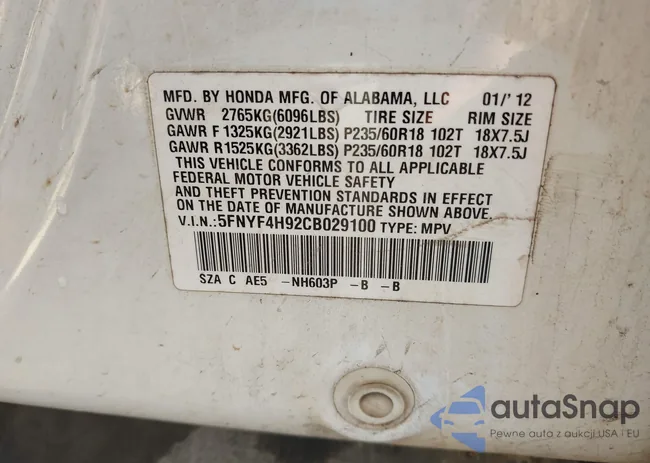 MFD. BY HONDA MFG. OF ALABAMA, LLC 01/' 12
GVWR 2765KG(6096LBS) TIRE SIZE RIM SIZE
GAWR F 1325KG(2921LBS) P235/60R18 102T 18X7.5J
GAWR R1525KG(3362LBS) P235/60R18 102T 18X7.5J
THIS VEHICLE CONFORMS TO ALL APPLICABLE
FEDERAL MOTOR VEHICLE SAFETY
AND THEFT PREVENTION STANDARDS IN EFFECT
ON THE DATE OF MANUFACTURE SHOWN ABOVE.
V.I.N.:5FNYF4H92CB029100 TYPE: MPV
SZA C AE5 -NH603P -B -B
autaSnap
Pewne auta z aukcji USA i EU